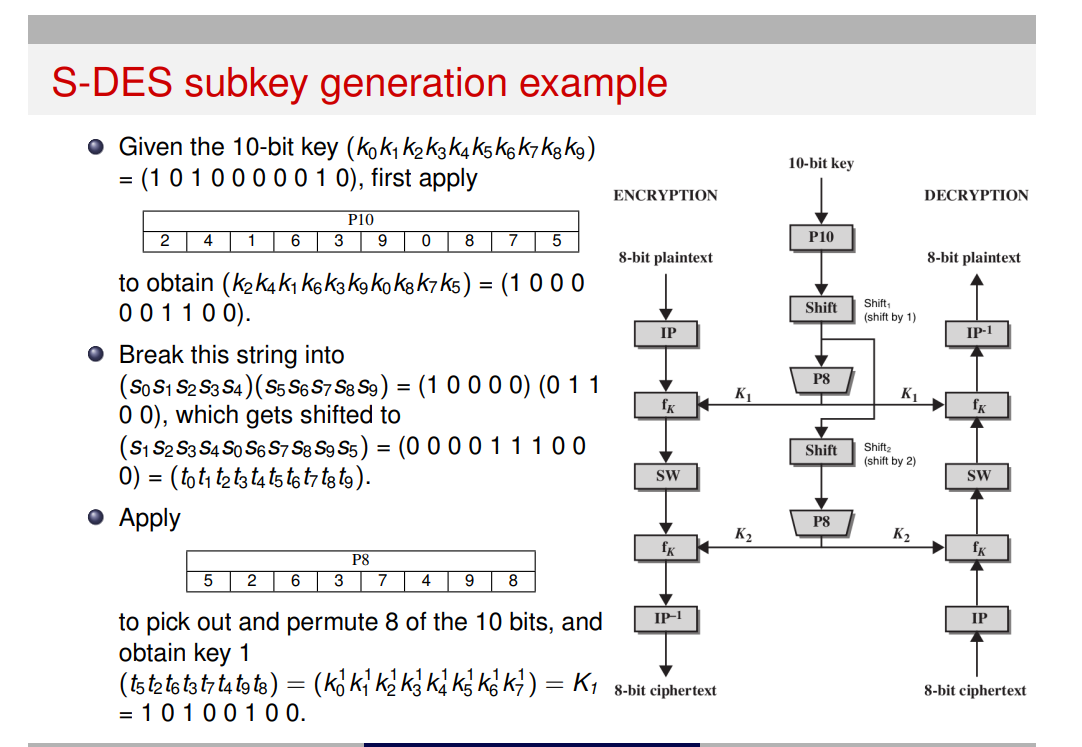 S-DES subkey generation example
Given the 10-bit key (k₀k₁k₂k₃k₄k₅k₆k₇k₈k₉)
= (1 0 1 0 0 0 0 0 1 0), first apply
P10
2 4 1 6 3 9 0 8 7 5
to obtain (k₂k₄k₁k₆k₃k₉k₀k₈k₇k₅) = (1 0 0 0
0 0 1 1 0 0).
Break this string into
(s₀s₁s₂s₃s₄)(s₅s₆s₇s₈s₉) = (1 0 0 0 0) (0 1 1
0 0), which gets shifted to
(s₁s₂s₃s₄s₀s₆s₇s₈s₉s₅) = (0 0 0 0 1 1 1 0 0
0) = (t₀t₁t₂t₃t₄t₅t₆t₇t₈t₉).
Apply
P8
5 2 6 3 7 4 9 8
to pick out and permute 8 of the 10 bits, and
obtain key 1
(t₅t₂t₆t₃t₇t₄t₉t₈) = (k₀¹k₁¹k₂¹k₃¹k₄¹k₅¹k₆¹k₇¹) = K₁
= 1 0 1 0 0 1 0 0.
10-bit key
ENCRYPTION
DECRYPTION
P10
8-bit plaintext
8-bit plaintext
Shift
Shift₁
(shift by 1)
IP
IP⁻¹
P8
K₁
K₁
f_K
f_K
Shift
Shift₂
(shift by 2)
SW
SW
P8
K₂
K₂
f_K
f_K
IP⁻¹
IP
8-bit ciphertext
8-bit ciphertext